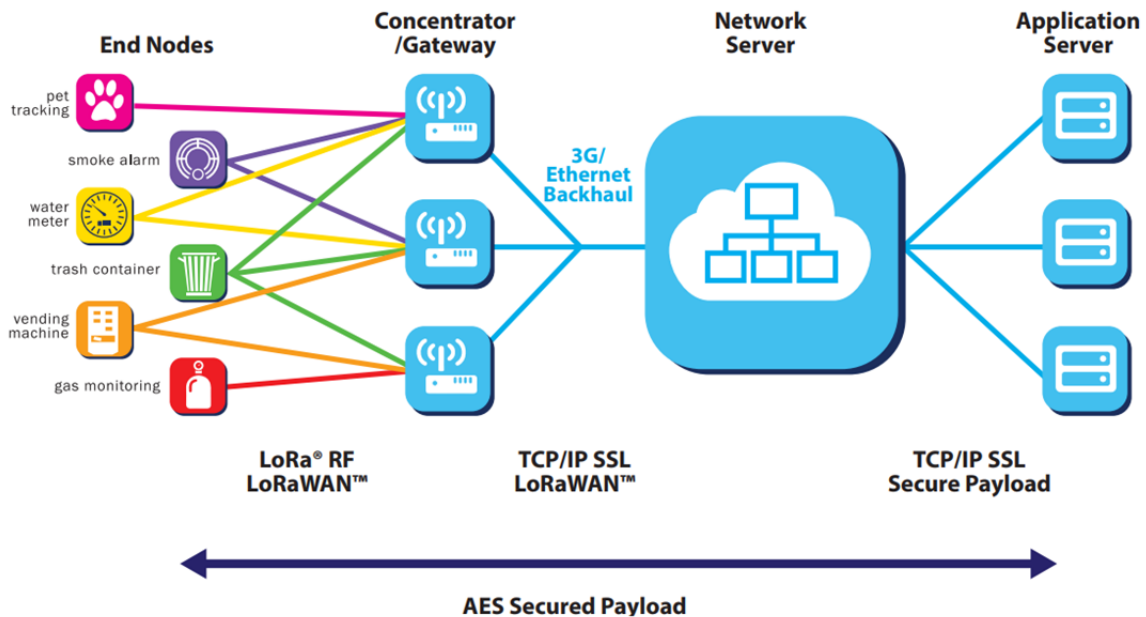 End Nodes
Concentrator
/Gateway
Network
Server
Application
Server
pet
tracking
smoke alarm
water
meter
trash container
vending
machine
gas monitoring
3G/
Ethernet
Backhaul
LoRa® RF
LoRaWAN™
TCP/IP SSL
LoRaWAN™
TCP/IP SSL
Secure Payload
AES Secured Payload